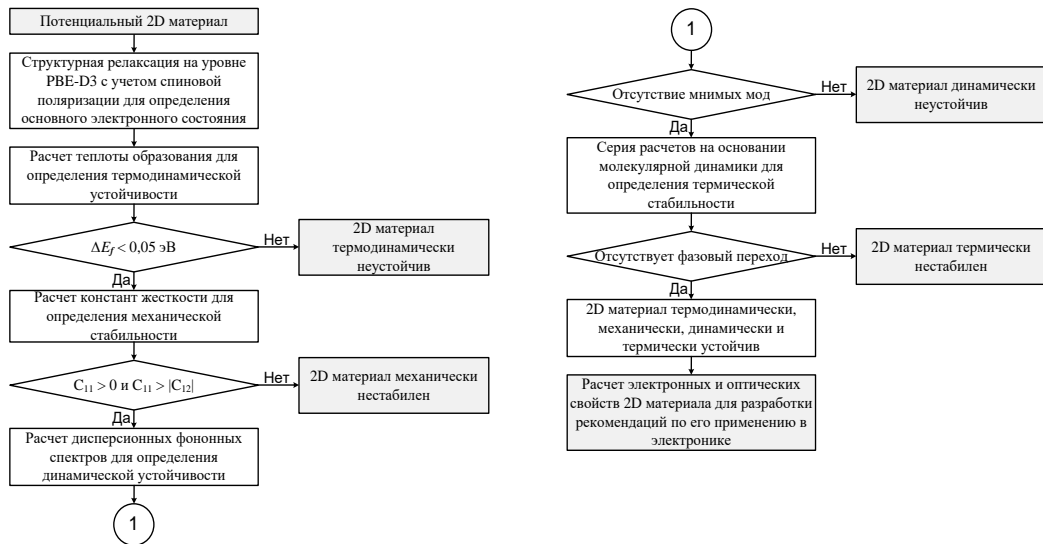 Потенциальный 2D материал
Структурная релаксация на уровне
PBE-D3 с учетом спиновой
поляризации для определения
основного электронного состояния
Расчет теплоты образования для
определения термодинамической
устойчивости
ΔE𝑓 < 0,05 эВ
Нет
2D материал
термодинамически
неустойчив
Да
Расчет констант жесткости для
определения механической
стабильности
C₁₁ > 0 и C₁₁ > |C₁₂|
Нет
2D материал механически
нестабилен
Да
Расчет дисперсионных фононных
спектров для определения
динамической устойчивости
1
1
Отсутствие мнимых мод
Нет
2D материал динамически
неустойчив
Да
Серия расчетов на основании
молекулярной динамики для
определения термической
стабильности
Отсутствует фазовый переход
Нет
2D материал термически
нестабилен
Да
2D материал термодинамически,
механически, динамически и
термически устойчив
Расчет электронных и оптических
свойств 2D материала для разработки
рекомендаций по его применению в
электронике